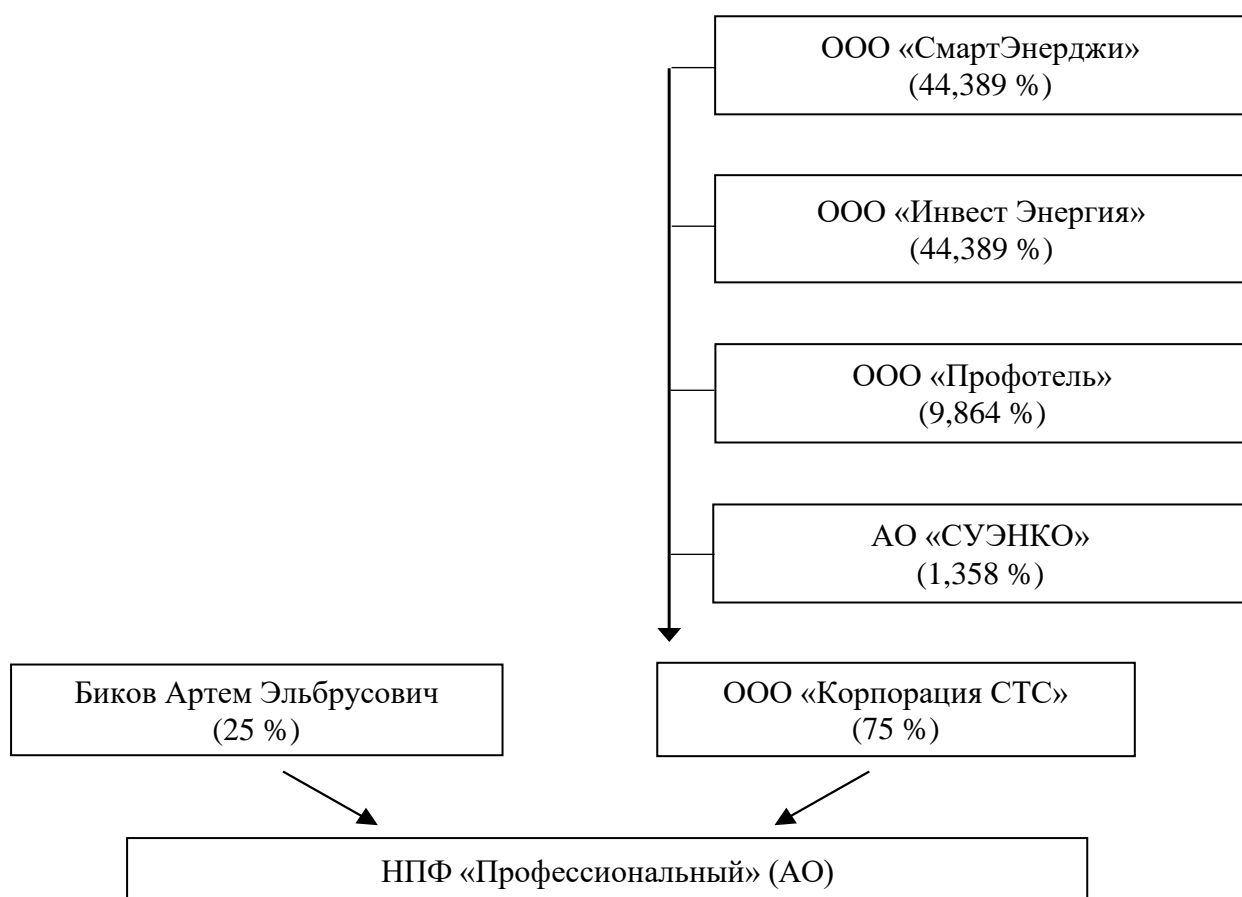 ООО «СмартЭнерджи»
(44,389 %)
ООО «Инвест Энергия»
(44,389 %)
ООО «Профотель»
(9,864 %)
АО «СУЭНКО»
(1,358 %)
Биков Артем Эльбрусович
(25 %)
ООО «Корпорация СТС»
(75 %)
НПФ «Профессиональный» (АО)